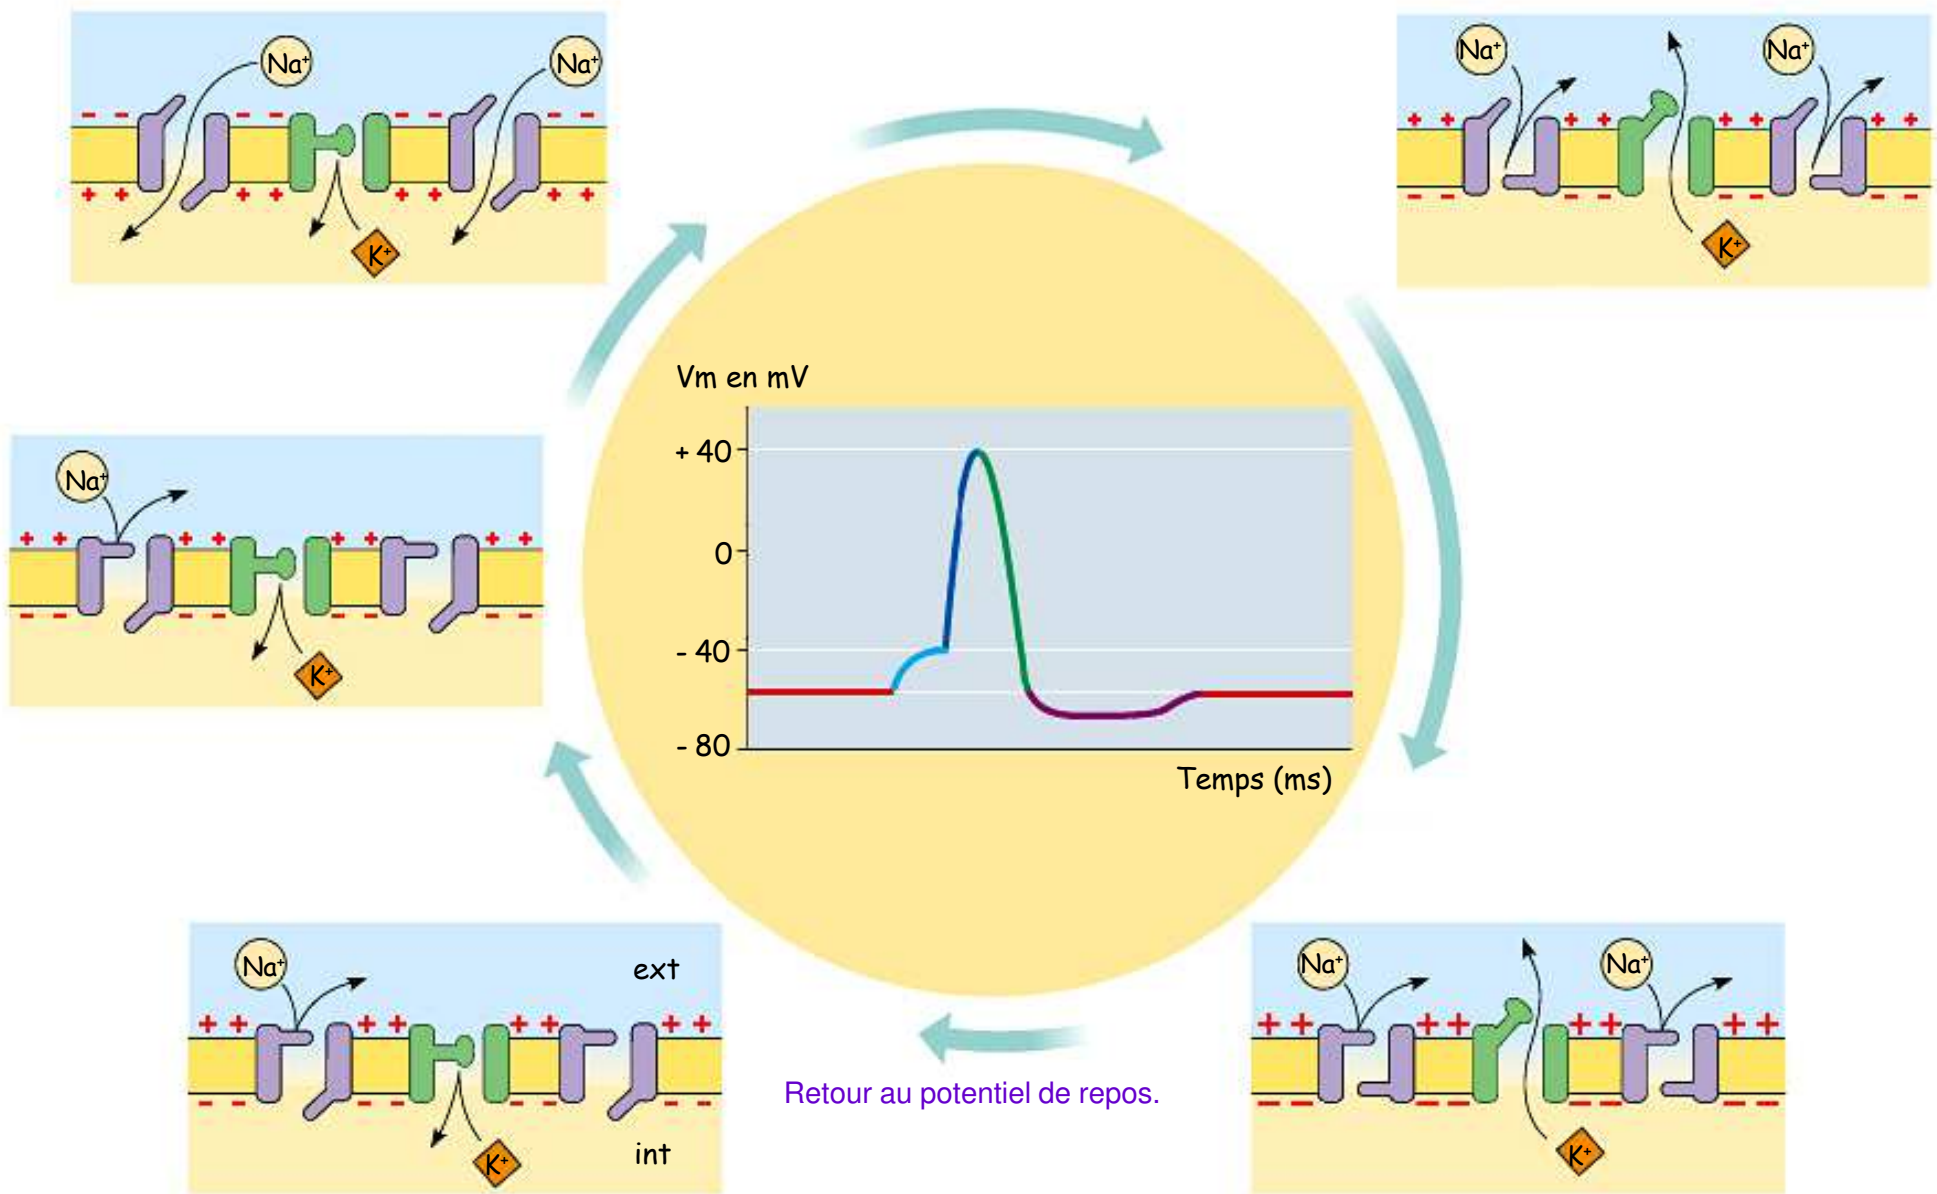 Na⁺
Na⁺
K⁺
Na⁺
Na⁺
K⁺
Vm en mV
+ 40
0
- 40
- 80
Temps (ms)
Na⁺
K⁺
Na⁺
ext
K⁺
int
Retour au potentiel de repos.
Na⁺
Na⁺
K⁺